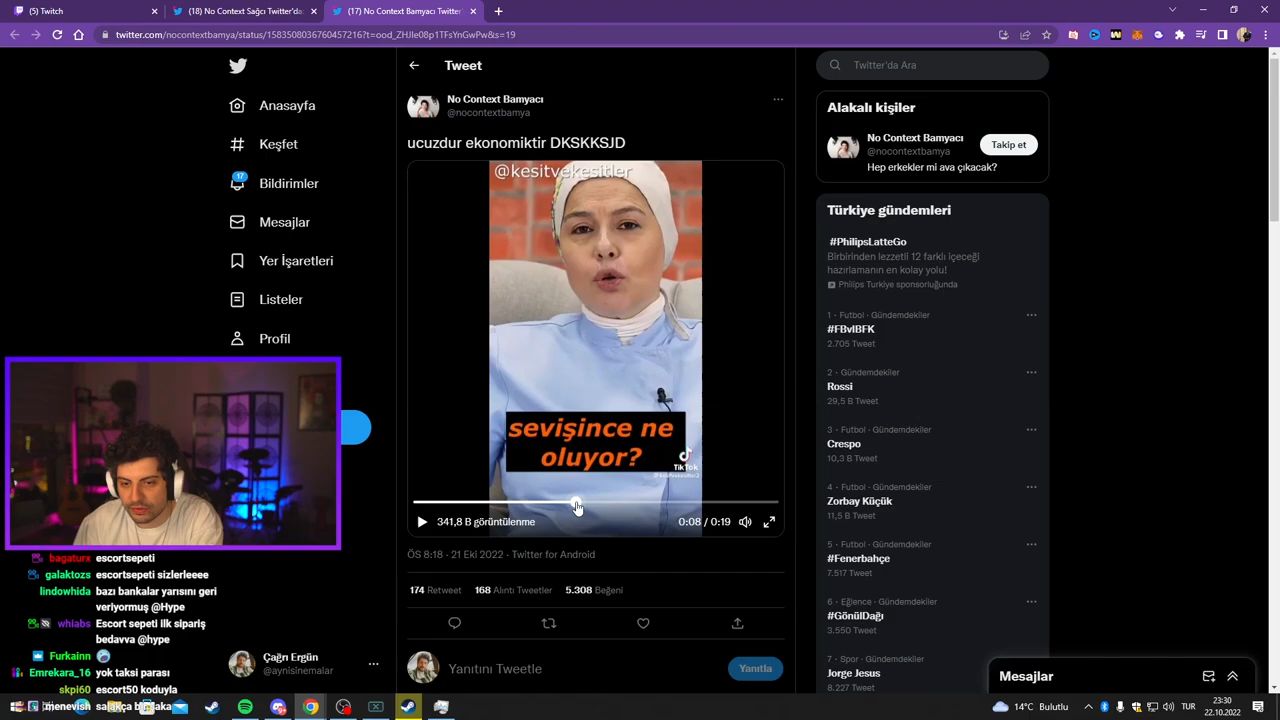 (5) Twitch
(18) No Context Sağcı Twitter'da:
(17) No Context Bamyacı Twitter'da
twitter.com/nocontextbamya/status/1583508036760457216?t=ood_ZHJIe08p1TFsYnGwPw&s=19
Anasayfa
Keşfet
17
Bildirimler
Mesajlar
Yer İşaretleri
Listeler
Profil
bagaturx escortsepeti
galaktozs escortsepeti sizlerleeee
lindowhida bazı bankalar yarısını geri
veriyormuş @Hype
whiabs Escort sepeti ilk sipariş
bedavva @hype
Furkainn
Emrekara_16 yok taksi parası
skpl60 escort50 koduyla
menevish
Çağrı Ergün
@aynisinemalar
Tweet
No Context Bamyacı
@nocontextbamya
ucuzdur ekonomiktir DKSKKSJD
@kesitvekesitler
sevişince ne
oluyor?
TikTok
341,8 B görüntülenme
0:08 / 0:19
ÖS 8:18 · 21 Eki 2022 · Twitter for Android
174 Retweet 168 Alıntı Tweetler 5.308 Beğeni
Yanıtını Tweetle
Yanıtla
Twitter'da Ara
Alakalı kişiler
No Context Bamyacı
@nocontextbamya
Takip et
Hep erkekler mi ava çıkacak?
Türkiye gündemleri
#PhilipsLatteGo
Birbirinden lezzetli 12 farklı içeceği
hazırlamanın en kolay yolu!
Philips Turkiye sponsorluğunda
1 · Futbol · Gündemdekiler
#FBvIBFK
2.705 Tweet
2 · Gündemdekiler
Rossi
29,5 B Tweet
3 · Futbol · Gündemdekiler
Crespo
10,3 B Tweet
4 · Futbol · Gündemdekiler
Zorbay Küçük
11,5 B Tweet
5 · Futbol · Gündemdekiler
#Fenerbahçe
7.517 Tweet
6 · Eğlence · Gündemdekiler
#GönülDağı
3.550 Tweet
7 · Spor · Gündemdekiler
Jorge Jesus
8.227 Tweet
Mesajlar
14°C Bulutlu
TUR
23:30
22.10.2022